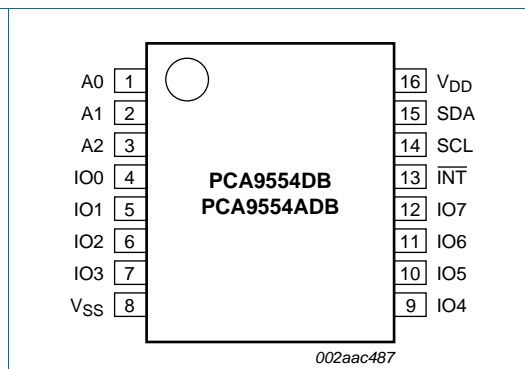 A0 1
A1 2
A2 3
IO0 4
IO1 5
IO2 6
IO3 7
VSS 8
PCA9554DB
PCA9554ADB
16 VDD
15 SDA
14 SCL
13 INT
12 IO7
11 IO6
10 IO5
9 IO4
002aac487